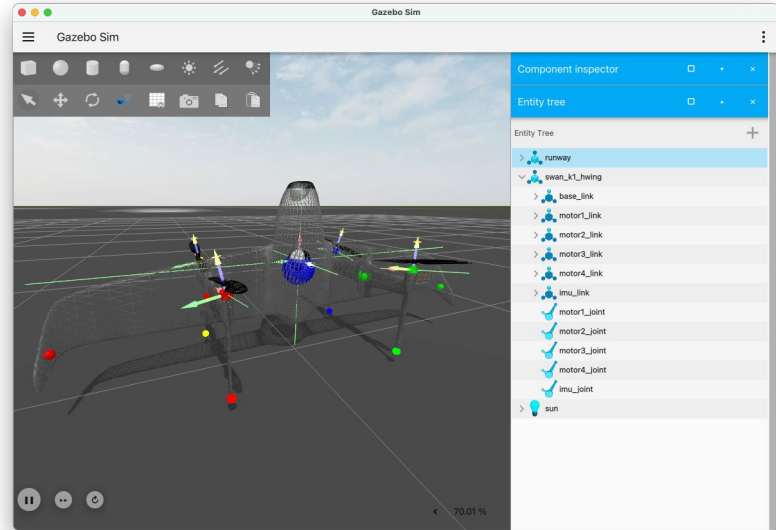 Gazebo Sim
Gazebo Sim
Component inspector
Entity tree
Entity Tree
runway
swan_k1_hwing
base_link
motor1_link
motor2_link
motor3_link
motor4_link
imu_link
motor1_joint
motor2_joint
motor3_joint
motor4_joint
imu_joint
sun
70.01 %